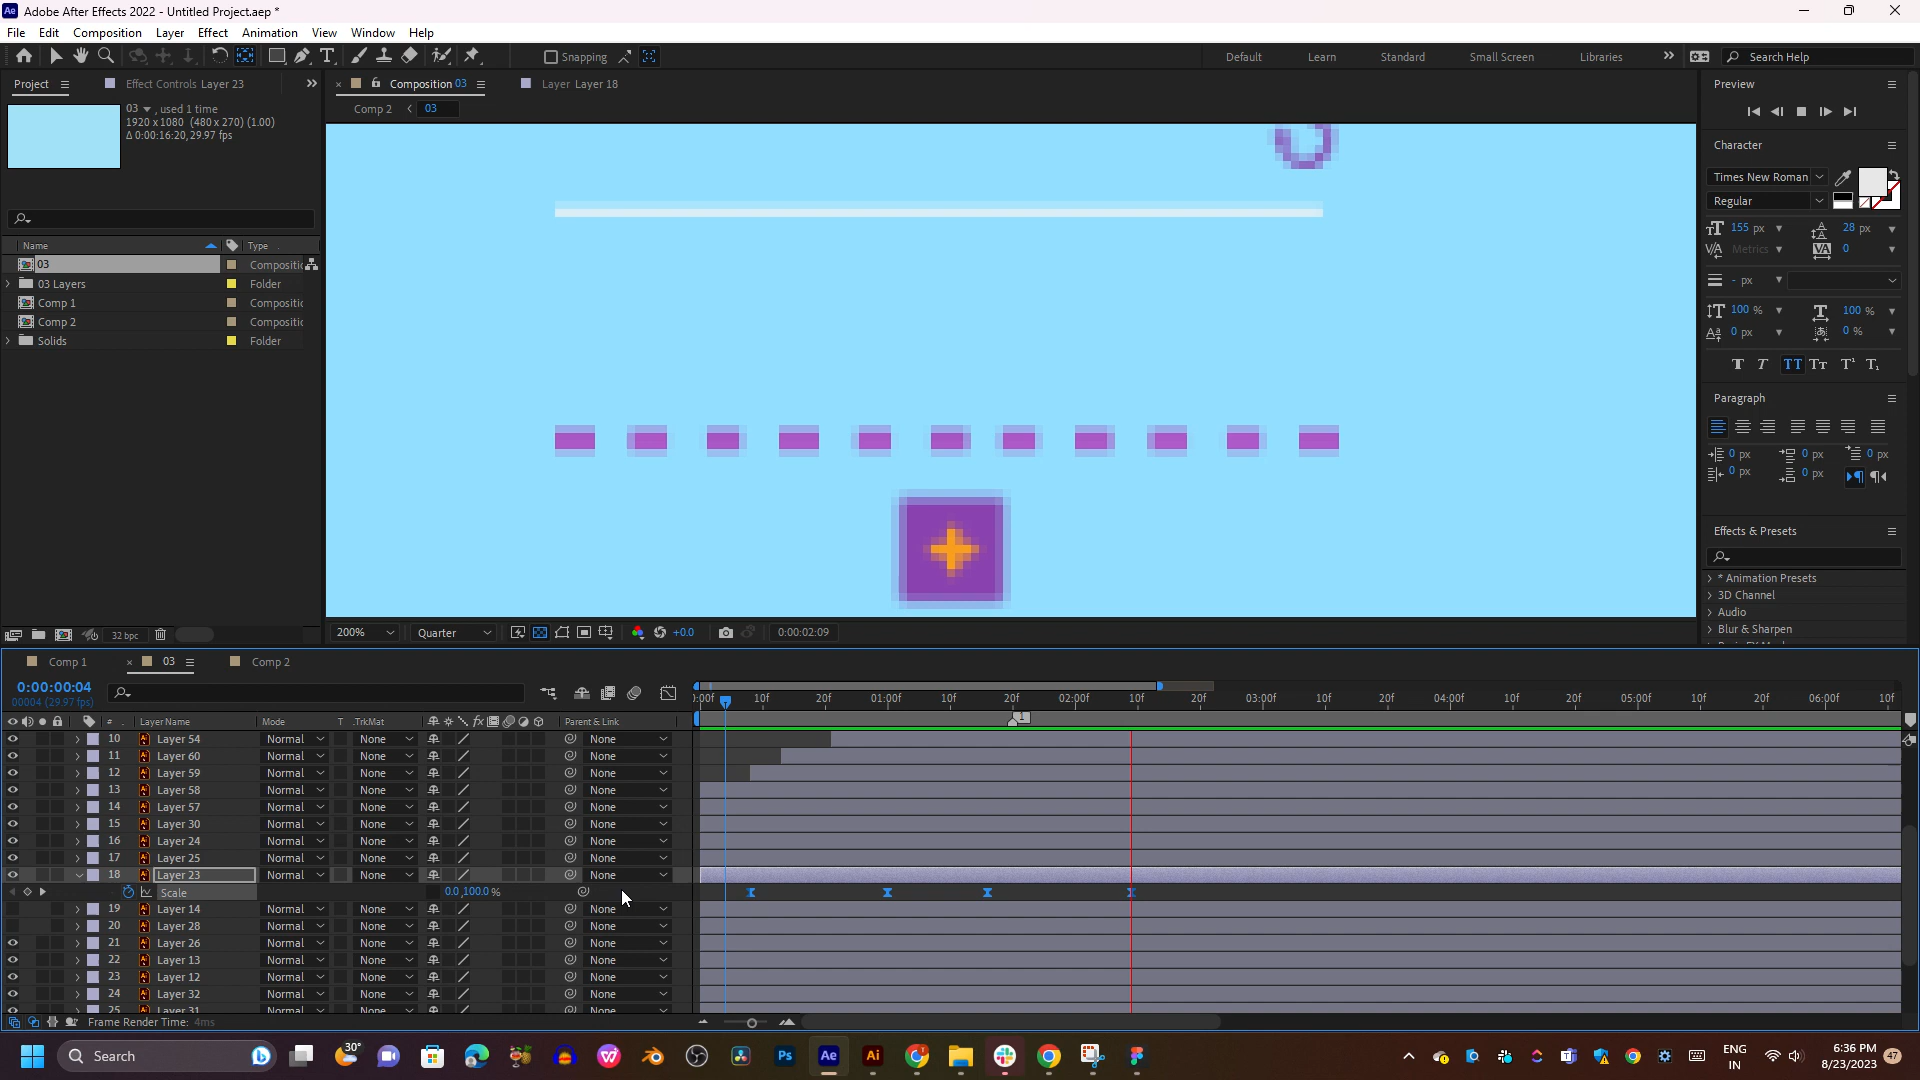 Adobe After Effects 2022 - Untitled Project.aep *
File Edit Composition Layer Effect Animation View Window Help
Snapping Default Learn Standard Small Screen Libraries Search Help
Project Effect Controls Layer 23
Composition 03 Layer Layer 18
Comp 2 03
03 , used 1 time
1920 x 1080 (480 x 270) (1.00)
Δ 0:00:16:20, 29.97 fps
Name Type
03 Compositi
03 Layers Folder
Comp 1 Compositi
Comp 2 Compositi
Solids Folder
32 bpc
200% Quarter +0.0 0:00:02:09
Preview
Character
Times New Roman
Regular
155 px 28 px
Metrics 0
- px
100 % 100 %
0 px 0 %
Paragraph
0 px 0 px 0 px
0 px 0 px
Effects & Presets
* Animation Presets
3D Channel
Audio
Blur & Sharpen
Comp 1 03 Comp 2
0:00:00:04
00004 (29.97 fps)
):00f 10f 20f 01:00f 10f 20f 02:00f 10f 20f 03:00f 10f 20f 04:00f 10f 20f 05:00f 10f 20f 06:00f 10f
# Layer Name Mode T .TrkMat Parent & Link 1
10 Layer 54 Normal None None
11 Layer 60 Normal None None
12 Layer 59 Normal None None
13 Layer 58 Normal None None
14 Layer 57 Normal None None
15 Layer 30 Normal None None
16 Layer 24 Normal None None
17 Layer 25 Normal None None
18 Layer 23 Normal None None
Scale 0.0,100.0 %
19 Layer 14 Normal None None
20 Layer 28 Normal None None
21 Layer 26 Normal None None
22 Layer 13 Normal None None
23 Layer 12 Normal None None
24 Layer 32 Normal None None
25 Layer 31 Normal None None
Frame Render Time: 4ms
Search 30° Ps Ae Ai
ENG
IN
6:36 PM
8/23/2023
47